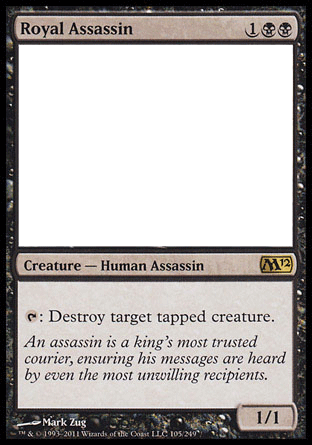 Royal Assassin 1
Creature — Human Assassin M12
: Destroy target tapped creature.
An assassin is a king's most trusted
courier, ensuring his messages are heard
by even the most unwilling recipients.
Mark Zug
™ & © 1993–2011 Wizards of the Coast LLC 105/249
1/1